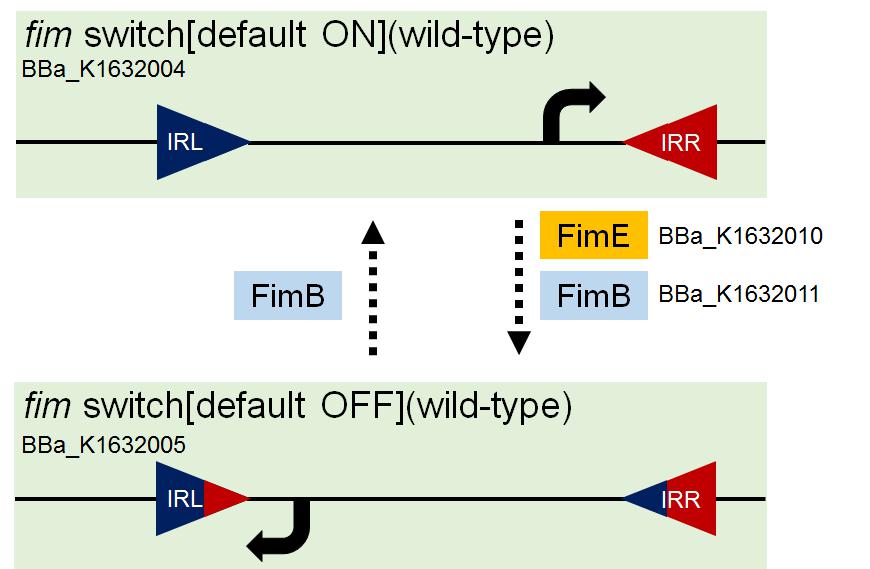 fim switch[default ON](wild-type)
BBa_K1632004
IRL
IRR
FimE
BBa_K1632010
FimB
FimB
BBa_K1632011
fim switch[default OFF](wild-type)
BBa_K1632005
IRL
IRR